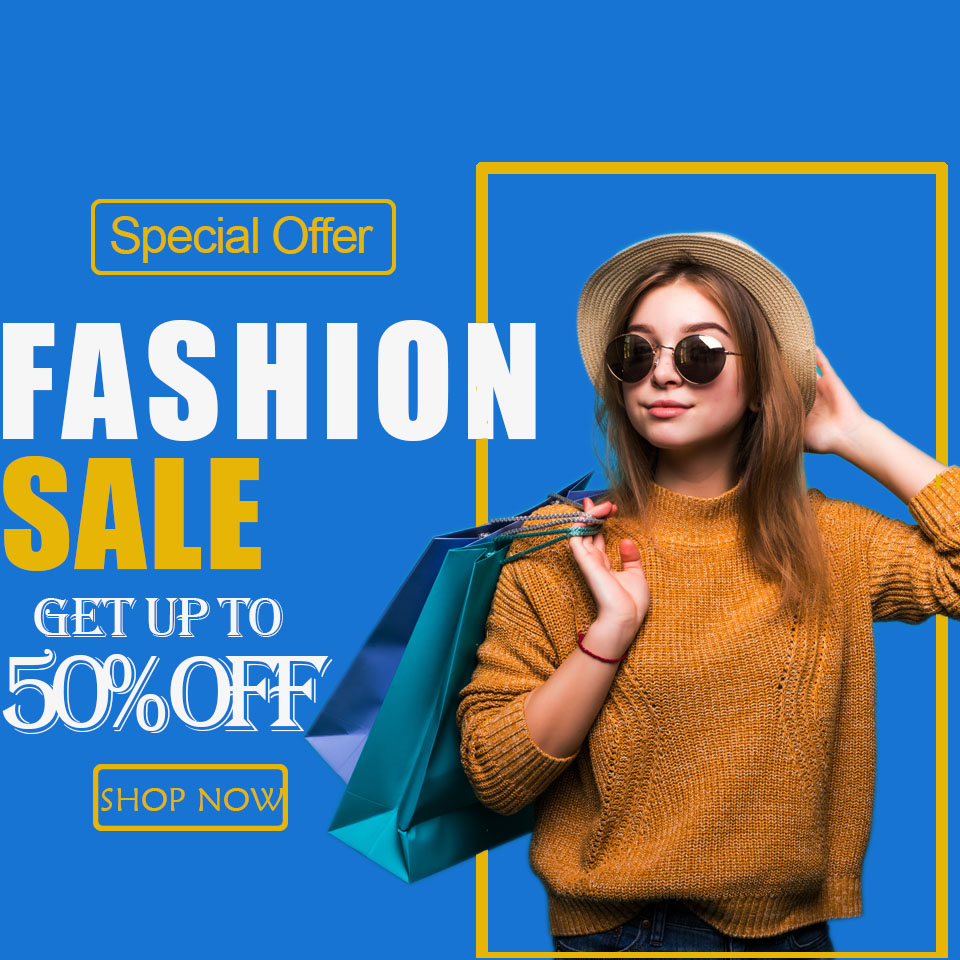 Special Offer
FASHION
SALE
GET UP TO
50% OFF
SHOP NOW